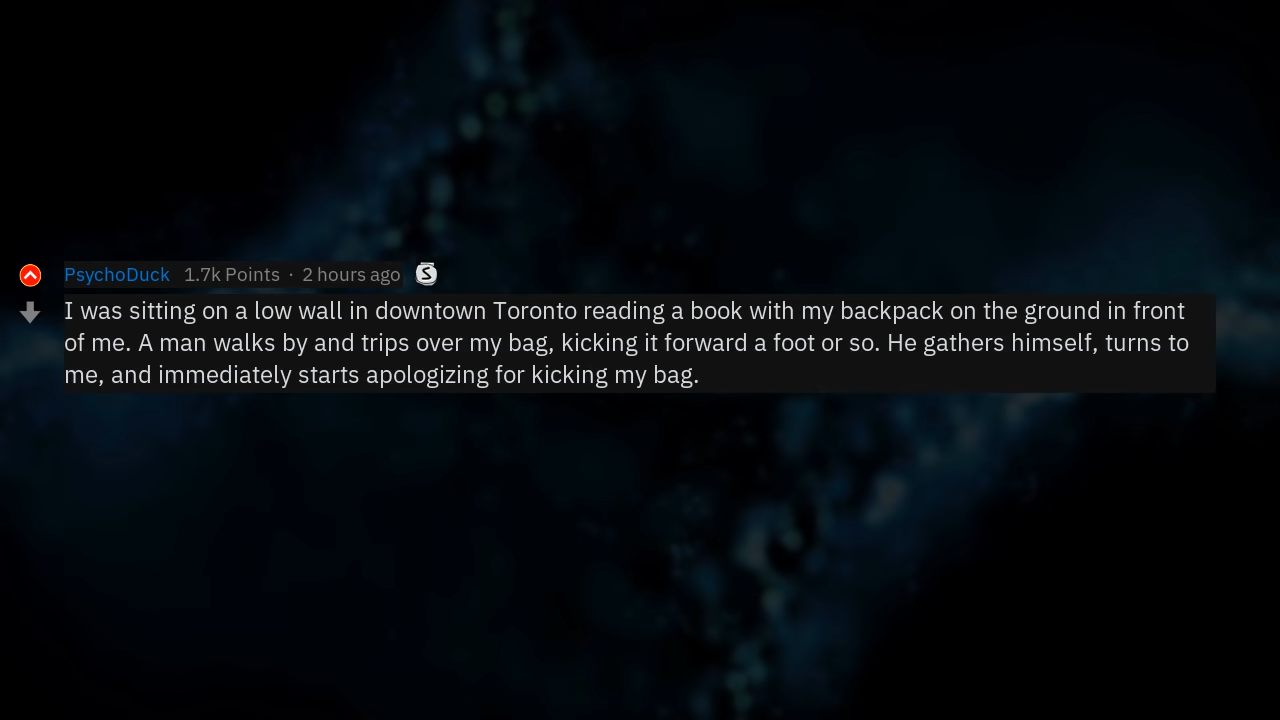 PsychoDuck 1.7k Points · 2 hours ago S
I was sitting on a low wall in downtown Toronto reading a book with my backpack on the ground in front
of me. A man walks by and trips over my bag, kicking it forward a foot or so. He gathers himself, turns to
me, and immediately starts apologizing for kicking my bag.